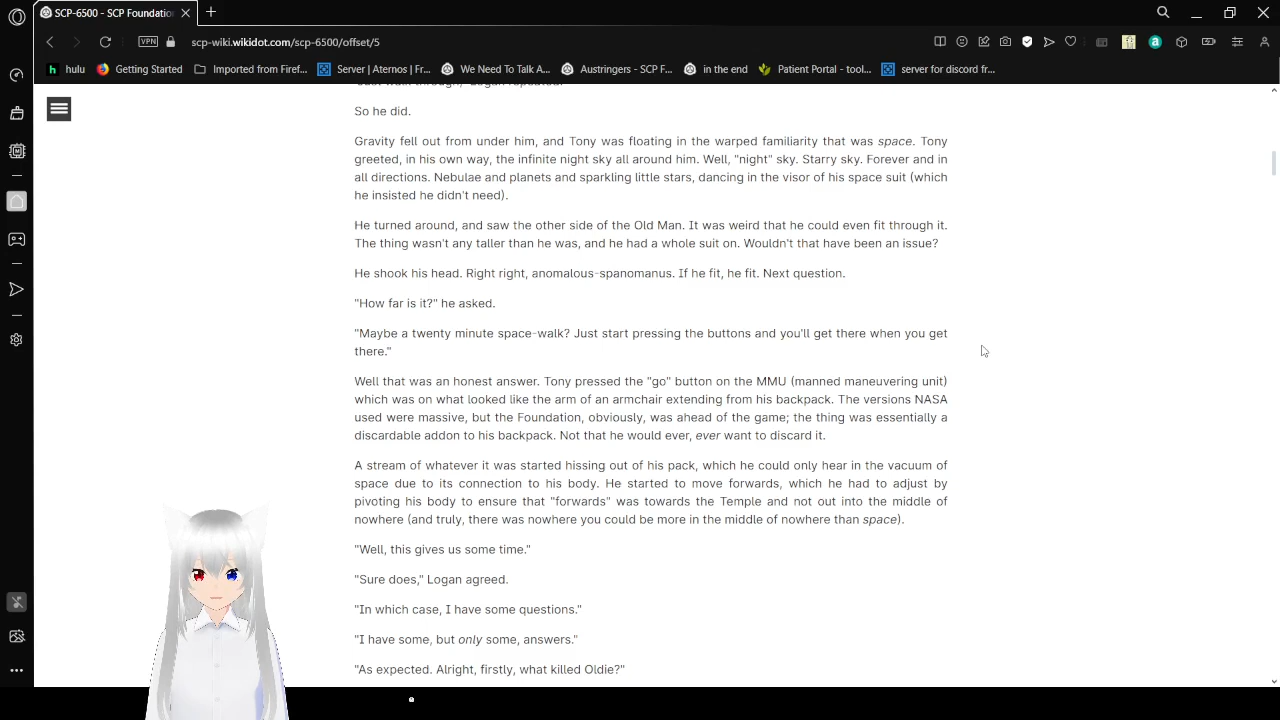 SCP-6500 - SCP Foundatio
scp-wiki.wikidot.com/scp-6500/offset/5
VPN
hulu
Getting Started
Imported from Firef...
Server | Aternos | Fr...
We Need To Talk A...
Austringers - SCP F...
in the end
Patient Portal - tool...
server for discord fr...
So he did.
Gravity fell out from under him, and Tony was floating in the warped familiarity that was space. Tony
greeted, in his own way, the infinite night sky all around him. Well, "night" sky. Starry sky. Forever and in
all directions. Nebulae and planets and sparkling little stars, dancing in the visor of his space suit (which
he insisted he didn't need).
He turned around, and saw the other side of the Old Man. It was weird that he could even fit through it.
The thing wasn't any taller than he was, and he had a whole suit on. Wouldn't that have been an issue?
He shook his head. Right right, anomalous-spanomanus. If he fit, he fit. Next question.
"How far is it?" he asked.
"Maybe a twenty minute space-walk? Just start pressing the buttons and you'll get there when you get
there."
Well that was an honest answer. Tony pressed the "go" button on the MMU (manned maneuvering unit)
which was on what looked like the arm of an armchair extending from his backpack. The versions NASA
used were massive, but the Foundation, obviously, was ahead of the game; the thing was essentially a
discardable addon to his backpack. Not that he would ever, ever want to discard it.
A stream of whatever it was started hissing out of his pack, which he could only hear in the vacuum of
space due to its connection to his body. He started to move forwards, which he had to adjust by
pivoting his body to ensure that "forwards" was towards the Temple and not out into the middle of
nowhere (and truly, there was nowhere you could be more in the middle of nowhere than space).
"Well, this gives us some time."
"Sure does," Logan agreed.
"In which case, I have some questions."
"I have some, but only some, answers."
"As expected. Alright, firstly, what killed Oldie?"